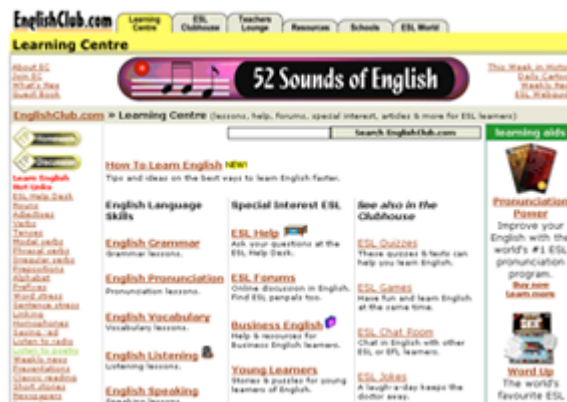 EnglishClub.com
Learning Centre
ESL Clubhouse
Teachers Lounge
Resources
Schools
ESL World
Learning Centre
About EC
Join EC
What's New
Guest Book
52 Sounds of English
This Week in
Daily Cartoon
EnglishClub.com » Learning Centre (lessons, help, forums, special interest, articles & more for ESL learners)
Search EnglishClub.com
learning aids
Homework
Discussion
Learn English
Hot Links
ESL Help Desk
Nouns
Adjectives
Verbs
Tenses
Modal verbs
Phrasal verbs
Irregular verbs
Prepositions
Alphabet
Prefixes
Word stress
Sentence stress
Linking
Homophones
Saying -ed
Listen to radio
Listen to poetry
Weekly news
Presentations
Classic reading
Short stories
Newspapers
How To Learn English NEW!
Tips and ideas on the best ways to learn English faster.
English Language
Skills
English Grammar
Grammar lessons.
English Pronunciation
Pronunciation lessons.
English Vocabulary
Vocabulary lessons.
English Listening
Listening lessons.
English Speaking
Speaking lessons.
Special Interest ESL
ESL Help
Ask your questions at the
ESL Help Desk.
ESL Forums
Online discussion in English.
Find ESL penpals too.
Business English
Help & resources for
Business English learners.
Young Learners
Stories & puzzles for young
learners of English.
See also in the
Clubhouse
ESL Quizzes
These quizzes & tests can
help you learn English.
ESL Games
Have fun and learn English
at the same time.
ESL Chat Room
Chat in English with other
ESL or EFL learners.
ESL Jokes
A laugh-a-day keeps the
doctor away.
Pronunciation
Power
Improve your
English with the
world's #1 ESL
pronunciation
program.
Buy now
Learn more
Word Up
The world's
favourite ESL